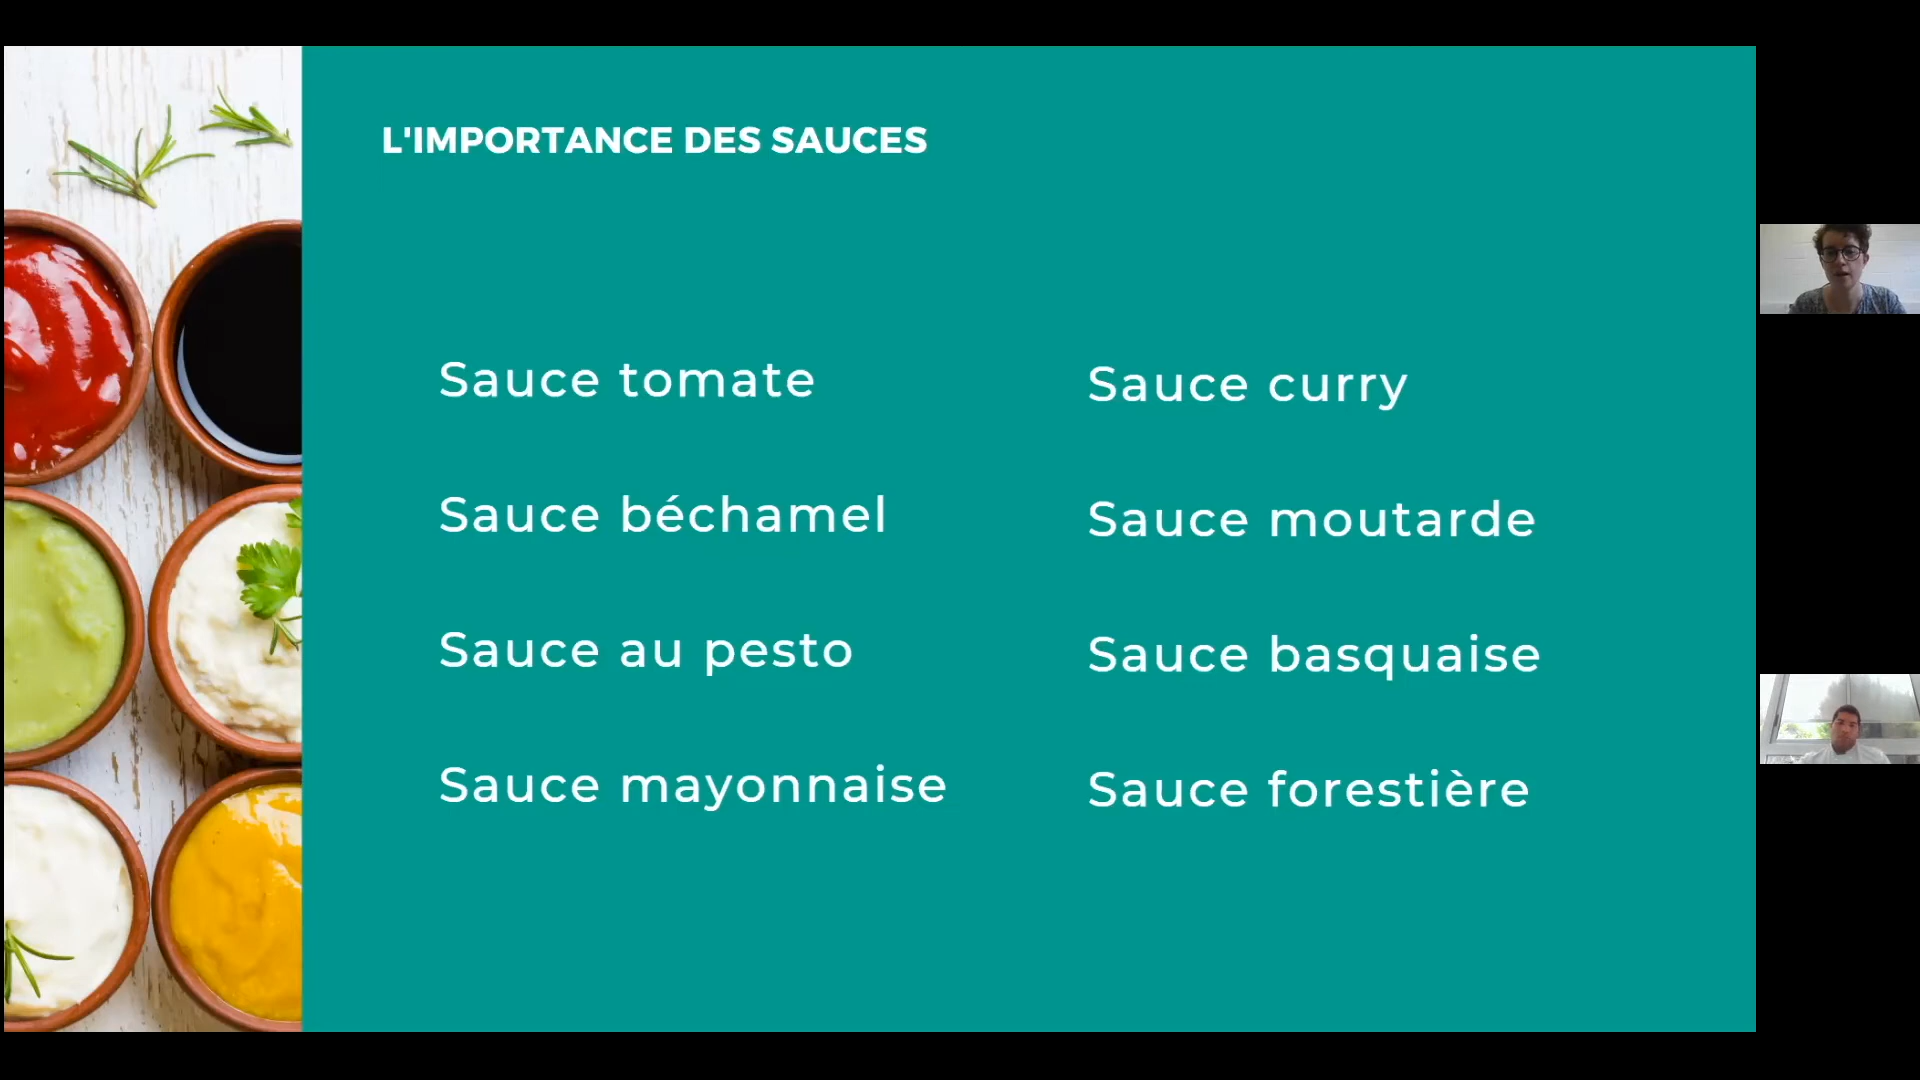 L'IMPORTANCE DES SAUCES
Sauce tomate
Sauce béchamel
Sauce au pesto
Sauce mayonnaise
Sauce curry
Sauce moutarde
Sauce basquaise
Sauce forestière